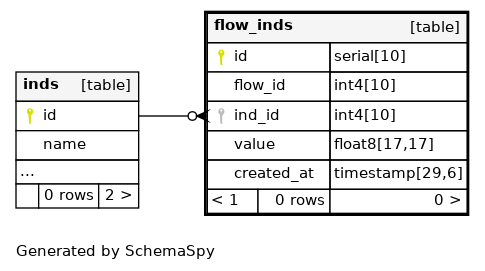 inds [table]
id
name
...
0 rows 2 >
flow_inds [table]
id serial[10]
flow_id int4[10]
ind_id int4[10]
value float8[17,17]
created_at timestamp[29,6]
< 1 0 rows 0 >
Generated by SchemaSpy